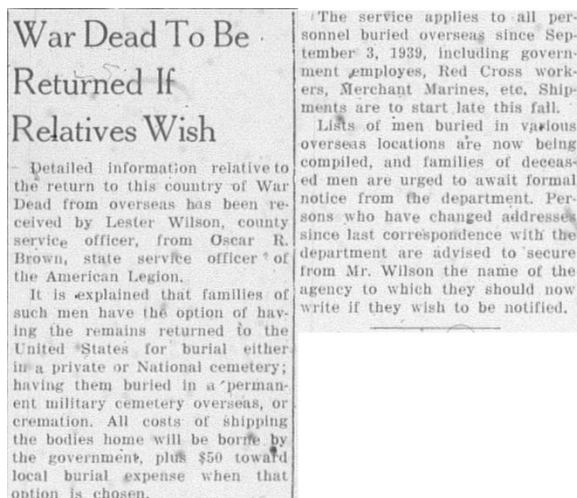 War Dead To Be
Returned If
Relatives Wish
Detailed information relative to
the return to this country of War
Dead from overseas has been re-
ceived by Lester Wilson, county
service officer, from Oscar R.
Brown, state service officer of
the American Legion.
It is explained that families of
such men have the option of hav-
ing the remains returned to the
United States for burial either
in a private or National cemetery;
having them buried in a perman-
ent military cemetery overseas, or
cremation. All costs of shipping
the bodies home will be borne by
the government, plus $50 toward
local burial expense when that
option is chosen.
The service applies to all per-
sonnel buried overseas since Sep-
tember 3, 1939, including govern-
ment employes, Red Cross work-
ers, Merchant Marines, etc. Ship-
ments are to start late this fall.
Lists of men buried in various
overseas locations are now being
compiled, and families of deceas-
ed men are urged to await formal
notice from the department. Per-
sons who have changed addresses
since last correspondence with the
department are advised to secure
from Mr. Wilson the name of the
agency to which they should now
write if they wish to be notified.